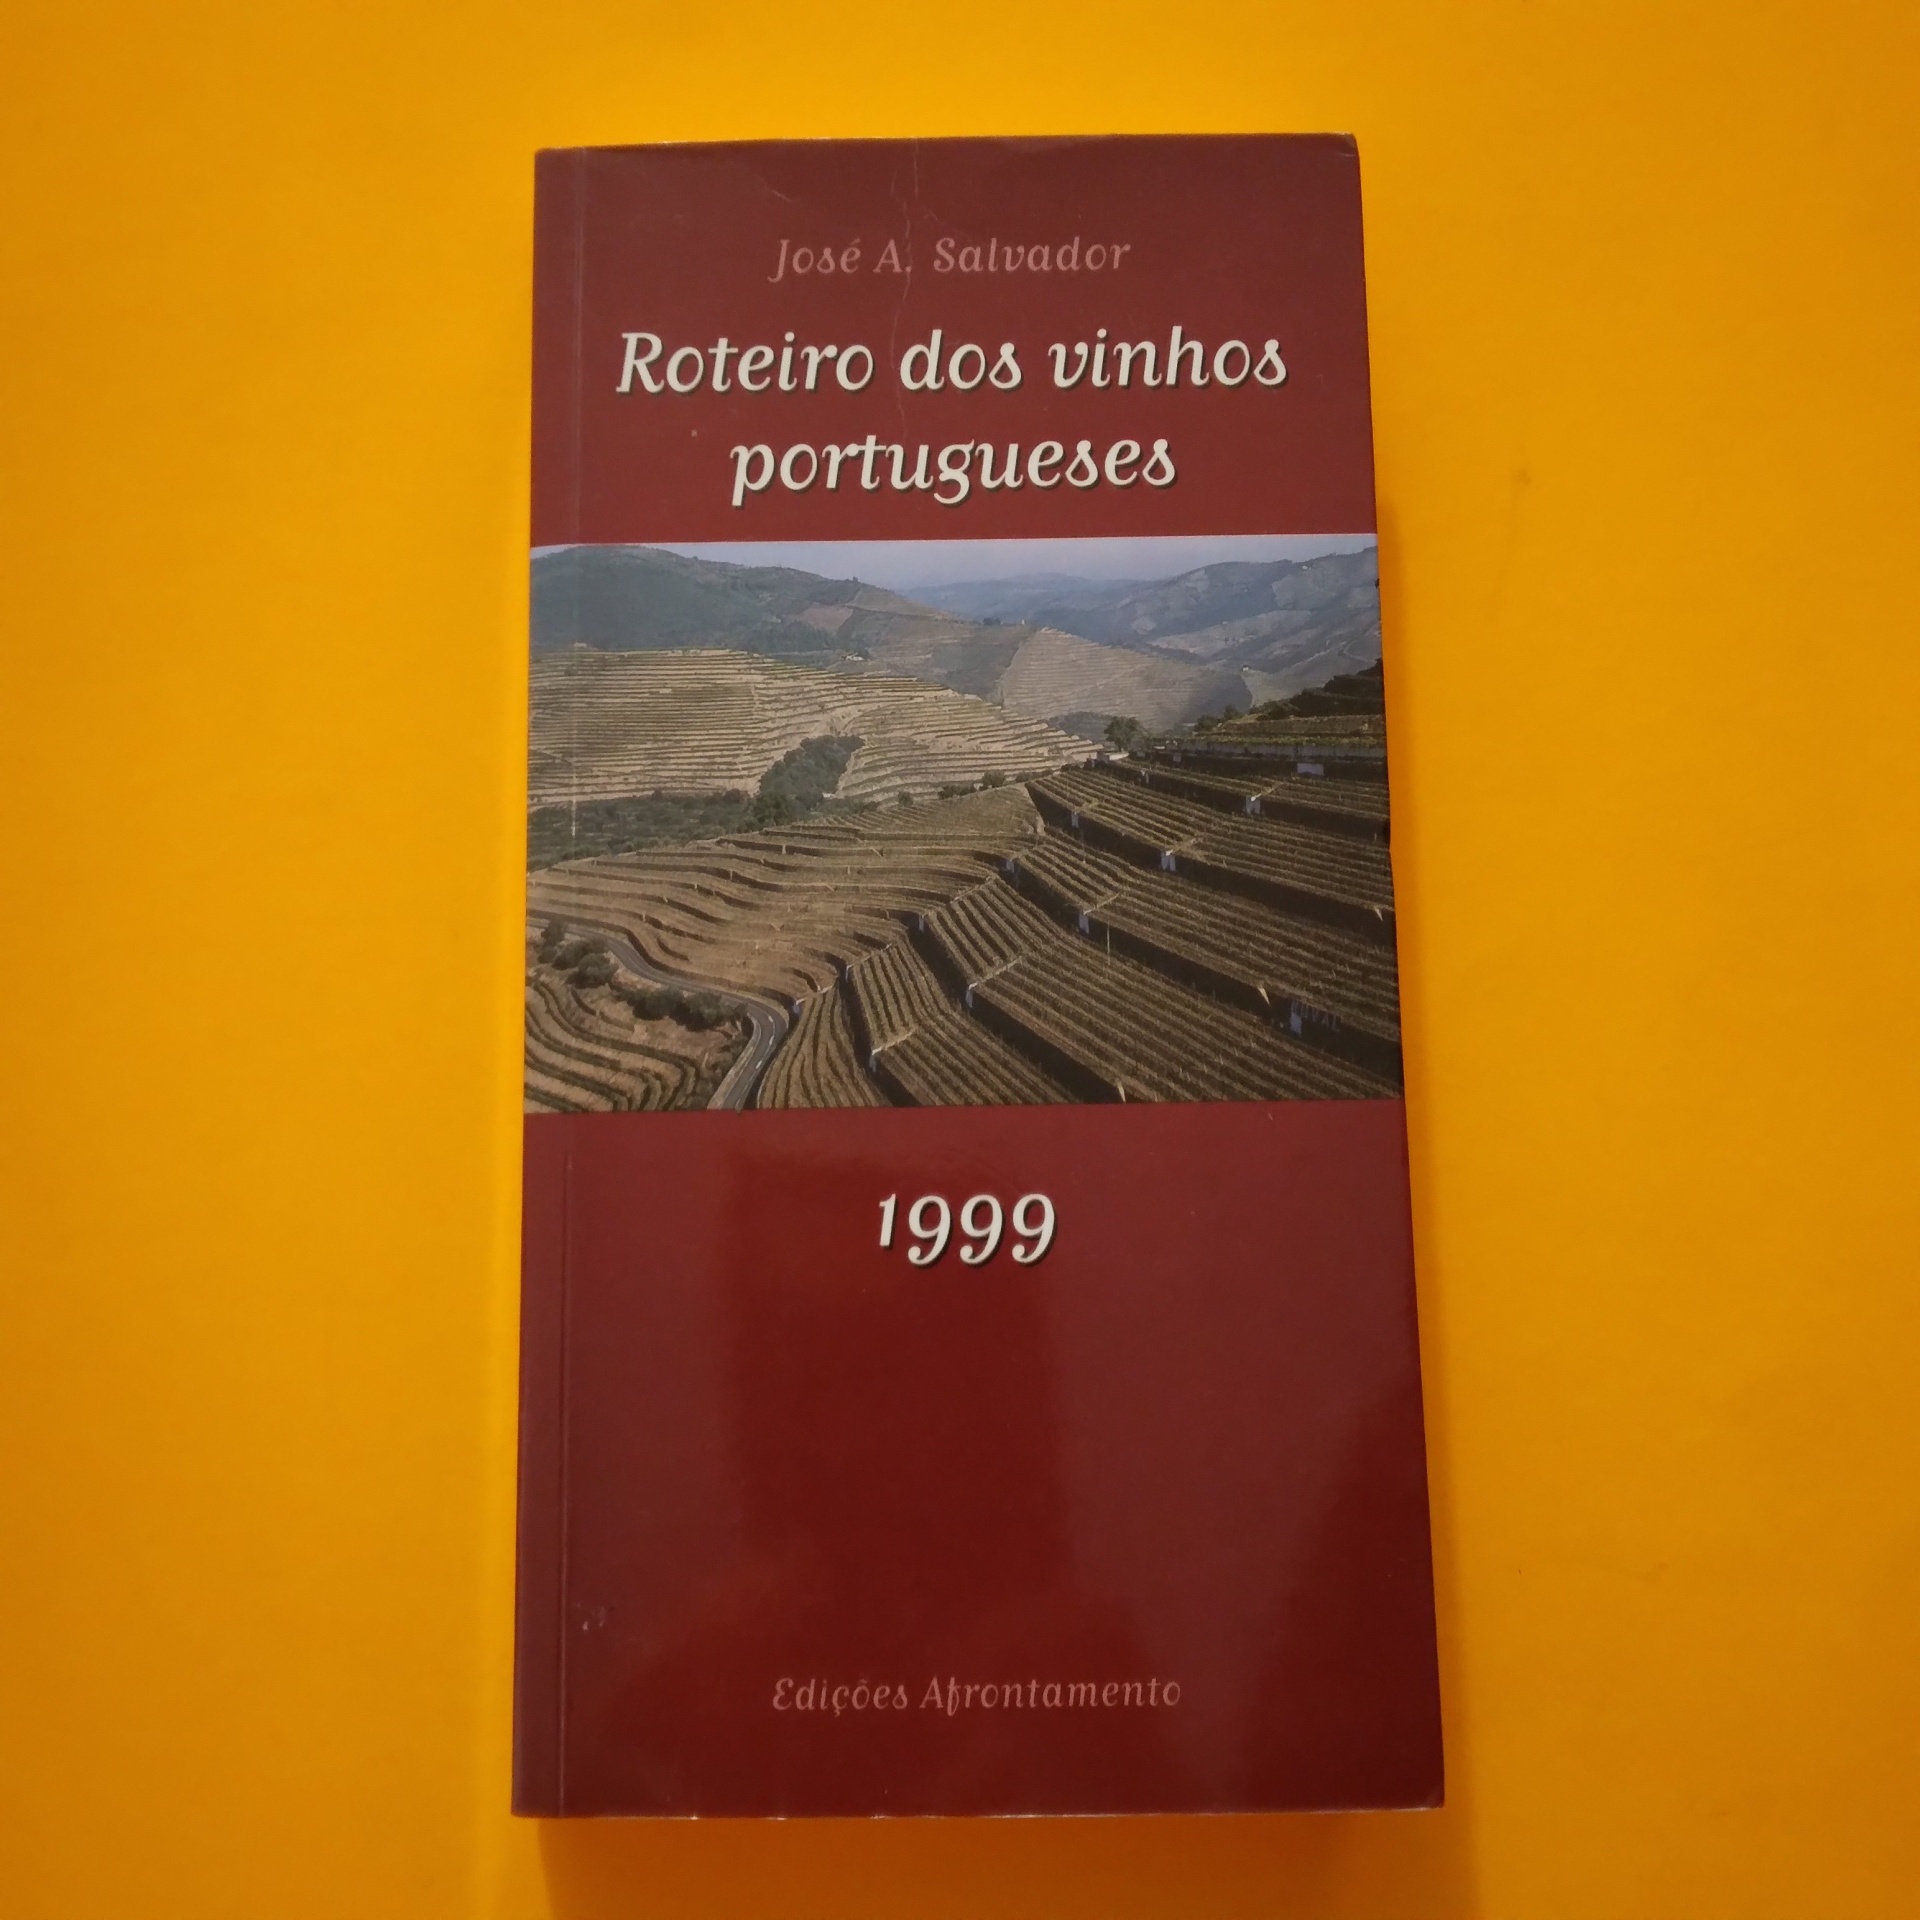 José A. Salvador
Roteiro dos vinhos
portugueses
1999
Edições Afrontamento